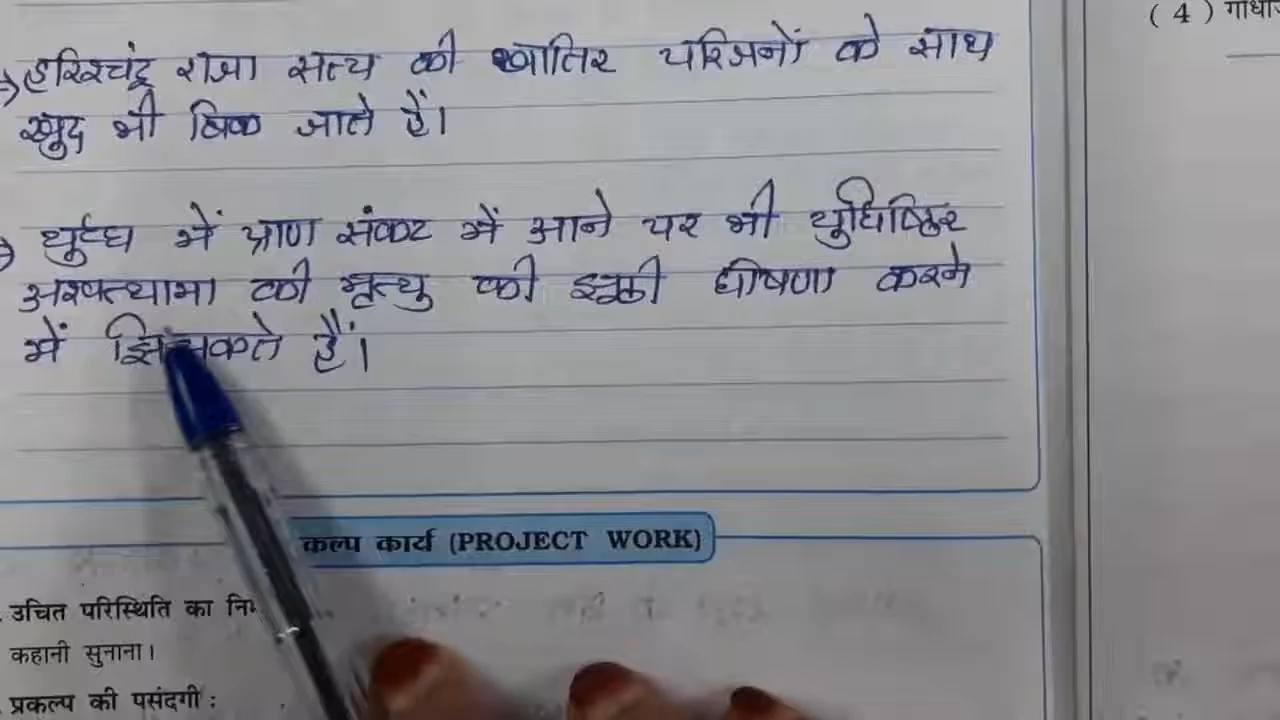 ( 4 ) गांधीज
→ हरिश्चंद्र राजा सत्य की खातिर परिजनों के साथ
खुद भी बिक जाते हैं।
→ युद्ध में प्राण संकट में आने पर भी युधिष्ठिर
अश्वत्थामा की मृत्यु की झूठी घोषणा करने
में झिझकते हैं।
कल्प कार्य (PROJECT WORK)
उचित परिस्थिति का
कहानी सुनाना।
प्रकल्प की पसंदगी :